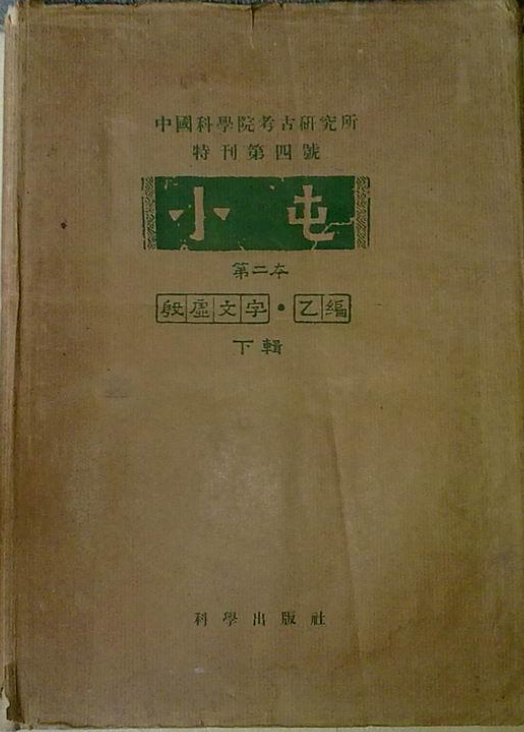 中國科學院考古研究所
特刊第四號
小屯
第二本
殷虛文字·乙編
下輯
科學出版社